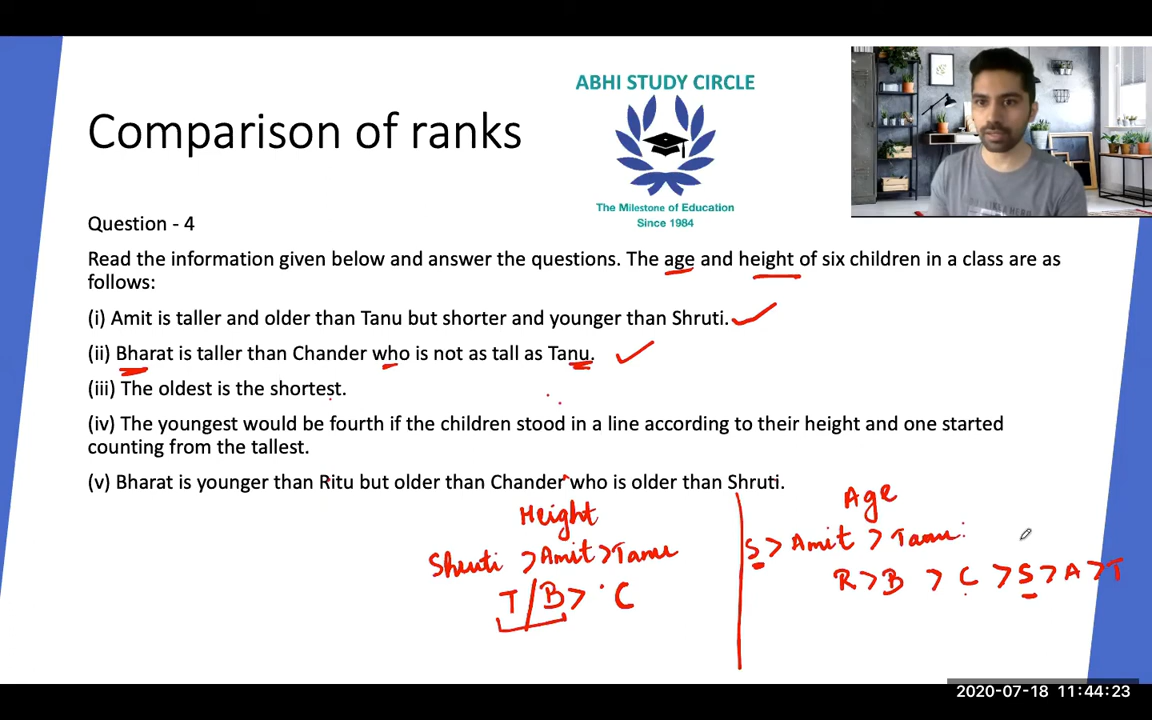 ABHI STUDY CIRCLE
Comparison of ranks
The Milestone of Education
Since 1984
Question - 4
Read the information given below and answer the questions. The age and height of six children in a class are as
follows:
(i) Amit is taller and older than Tanu but shorter and younger than Shruti.
(ii) Bharat is taller than Chander who is not as tall as Tanu.
(iii) The oldest is the shortest.
(iv) The youngest would be fourth if the children stood in a line according to their height and one started
counting from the tallest.
(v) Bharat is younger than Ritu but older than Chander who is older than Shruti.
Height
Shruti > Amit > Tanu
T/B > C
Age
S > Amit > Tanu
R > B > C > S > A > T
2020-07-18 11:44:23